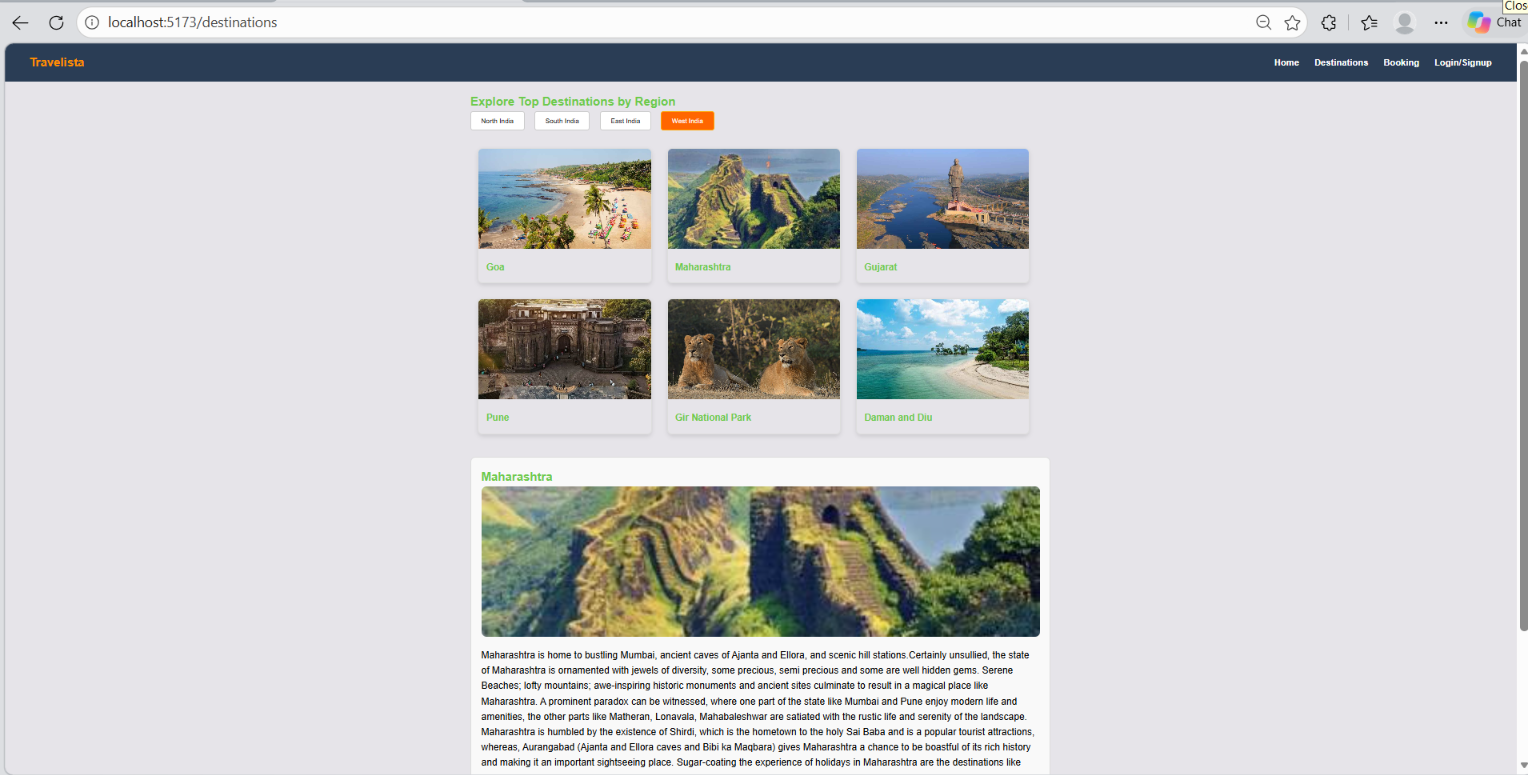 Clos
localhost:5173/destinations
Chat
Travelista
Home Destinations Booking Login/Signup
Explore Top Destinations by Region
North India South India East India West India
Goa Maharashtra Gujarat
Pune Gir National Park Daman and Diu
Maharashtra
Maharashtra is home to bustling Mumbai, ancient caves of Ajanta and Ellora, and scenic hill stations.Certainly unsullied, the state
of Maharashtra is ornamented with jewels of diversity, some precious, semi precious and some are well hidden gems. Serene
Beaches; lofty mountains; awe-inspiring historic monuments and ancient sites culminate to result in a magical place like
Maharashtra. A prominent paradox can be witnessed, where one part of the state like Mumbai and Pune enjoy modern life and
amenities, the other parts like Matheran, Lonavala, Mahabaleshwar are satiated with the rustic life and serenity of the landscape.
Maharashtra is humbled by the existence of Shirdi, which is the hometown to the holy Sai Baba and is a popular tourist attractions,
whereas, Aurangabad (Ajanta and Ellora caves and Bibi ka Maqbara) gives Maharashtra a chance to be boastful of its rich history
and making it an important sightseeing place. Sugar-coating the experience of holidays in Maharashtra are the destinations like